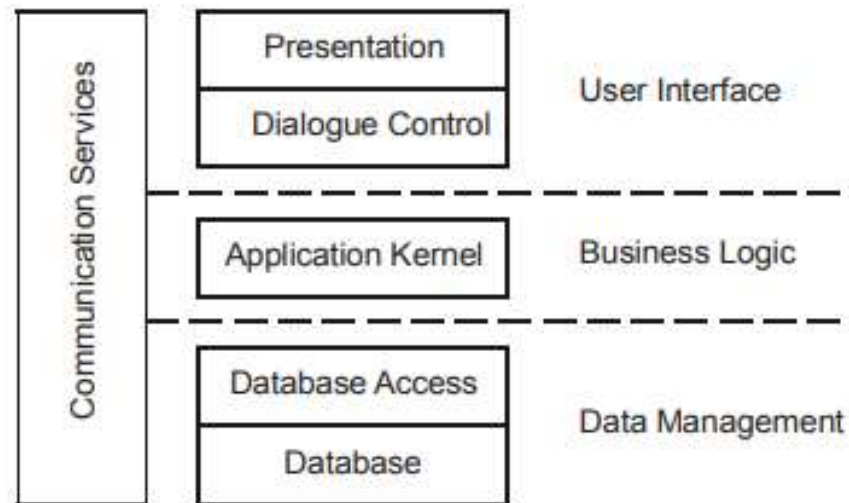 Communication Services
Presentation
Dialogue Control
User Interface
Application Kernel
Business Logic
Database Access
Database
Data Management